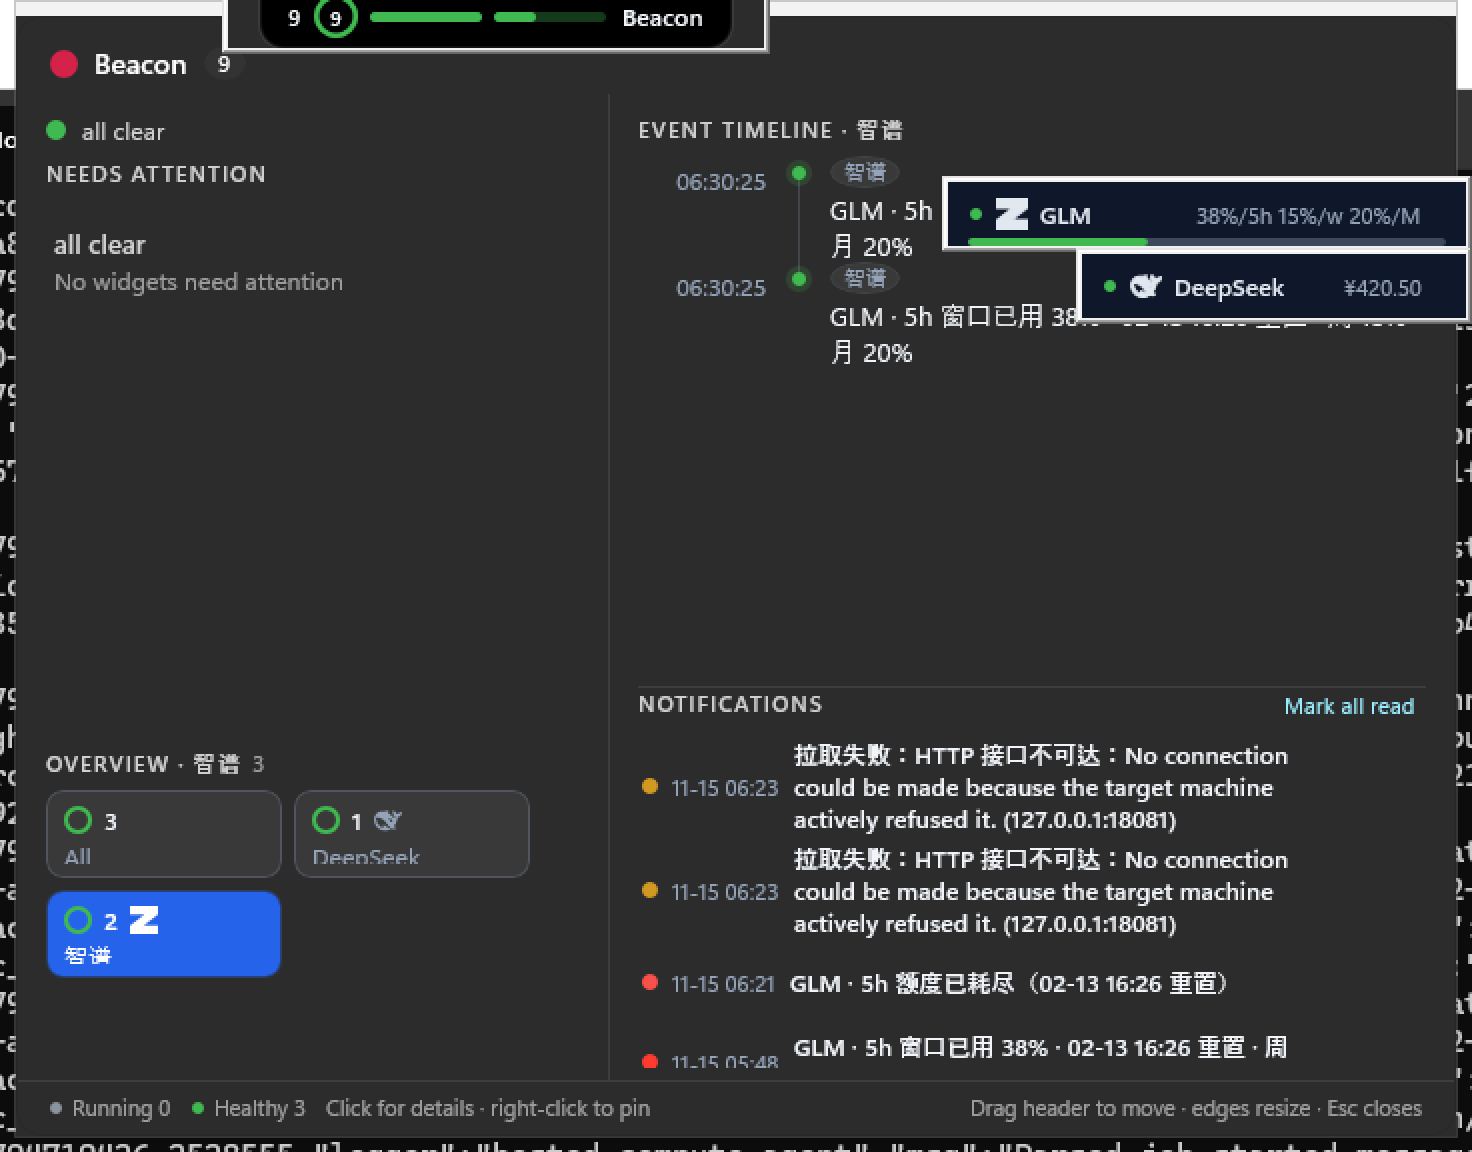 9 9 Beacon
Beacon 9
all clear
NEEDS ATTENTION
all clear
No widgets need attention
OVERVIEW · 智谱 3
3
All
1
DeepSeek
2
智谱
EVENT TIMELINE · 智谱
06:30:25 智谱
GLM · 5h
月 20%
GLM 38%/5h 15%/w 20%/M
DeepSeek ¥420.50
06:30:25 智谱
GLM · 5h 窗口已用 38%
月 20%
NOTIFICATIONS Mark all read
拉取失败：HTTP 接口不可达：No connection
11-15 06:23 could be made because the target machine
actively refused it. (127.0.0.1:18081)
拉取失败：HTTP 接口不可达：No connection
11-15 06:23 could be made because the target machine
actively refused it. (127.0.0.1:18081)
11-15 06:21 GLM · 5h 额度已耗尽（02-13 16:26 重置）
GLM · 5h 窗口已用 38% · 02-13 16:26 重置 · 周
11-15 05:48
Running 0 Healthy 3 Click for details · right-click to pin Drag header to move · edges resize · Esc closes